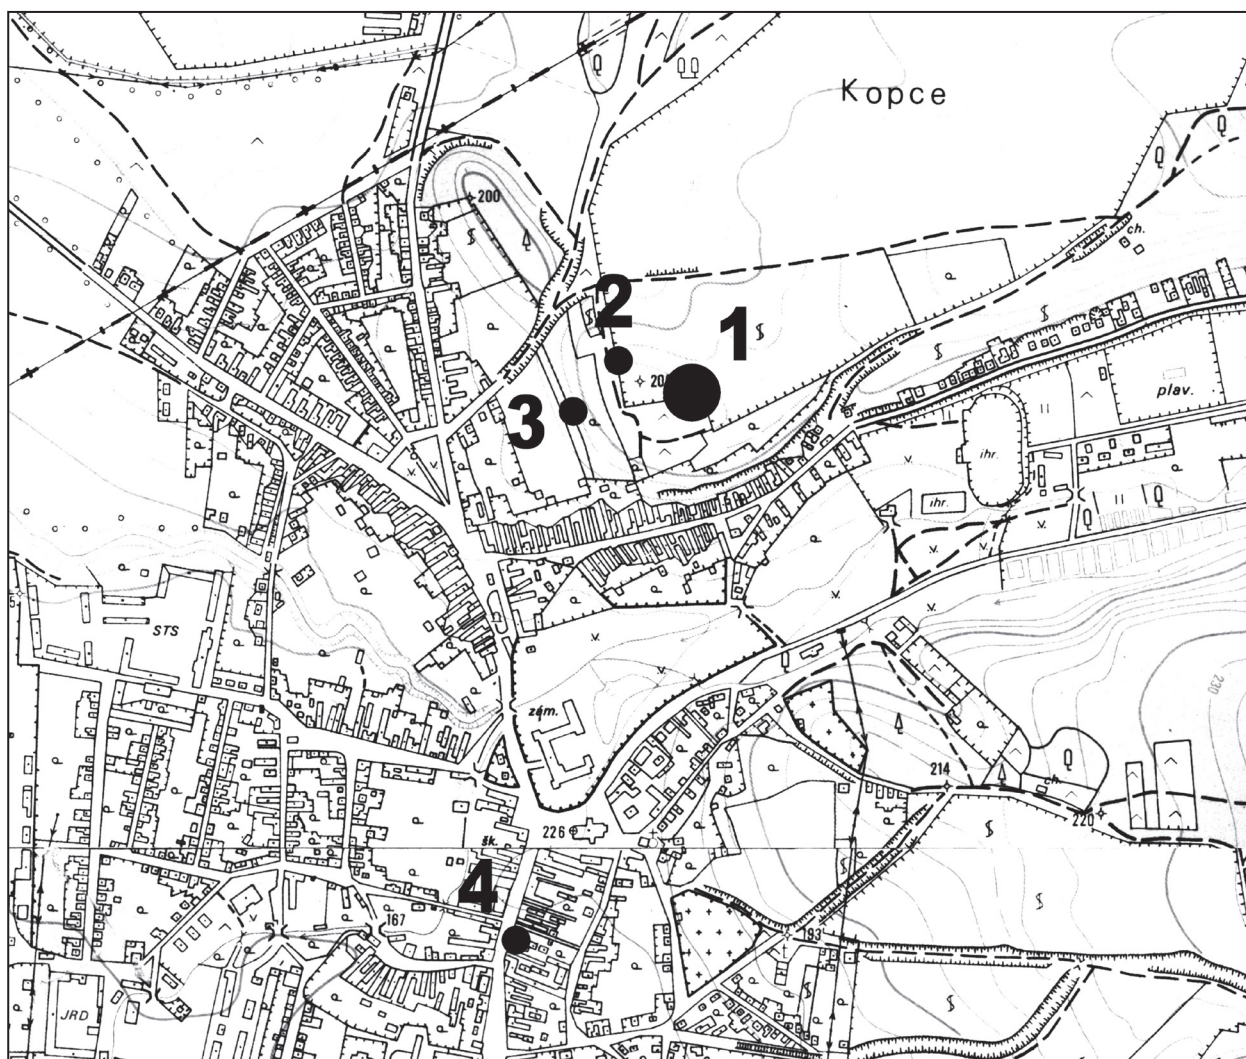 Kopce
200
ch.
2
1
3
plav.
ihr.
ihr.
STS
zám.
230
214
ch.
220
226
šk.
4
167
193
JRD